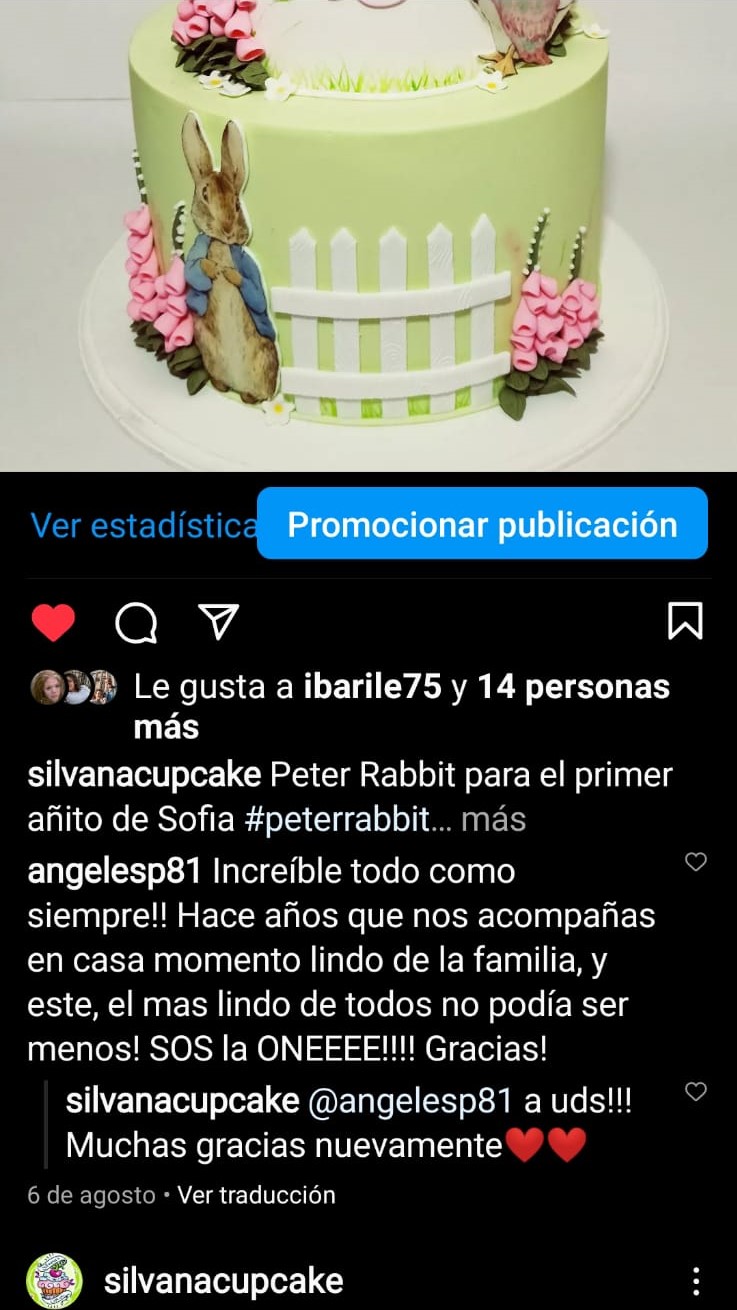 Ver estadística
Promocionar publicación
Le gusta a ibarile75 y 14 personas
más
silvanacupcake Peter Rabbit para el primer
añito de Sofia #peterrabbit... más
angelesp81 Increíble todo como
siempre!! Hace años que nos acompañas
en casa momento lindo de la familia, y
este, el mas lindo de todos no podía ser
menos! SOS la ONEEEE!!!! Gracias!
silvanacupcake @angelesp81 a uds!!!
Muchas gracias nuevamente❤️❤️
6 de agosto • Ver traducción
silvanacupcake